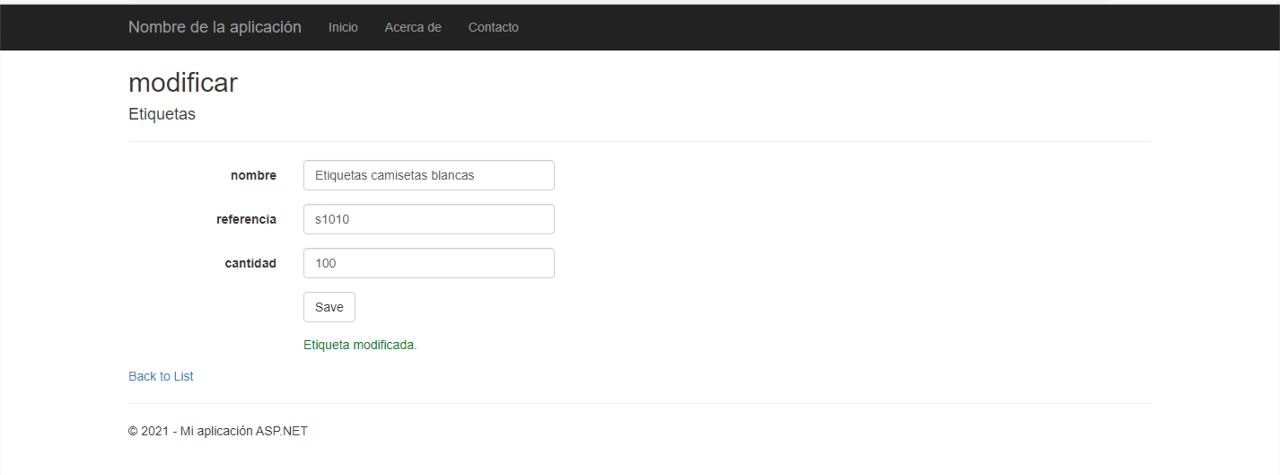 Nombre de la aplicación Inicio Acerca de Contacto
modificar
Etiquetas
nombre Etiquetas camisetas blancas
referencia s1010
cantidad 100
Save
Etiqueta modificada.
Back to List
© 2021 - Mi aplicación ASP.NET